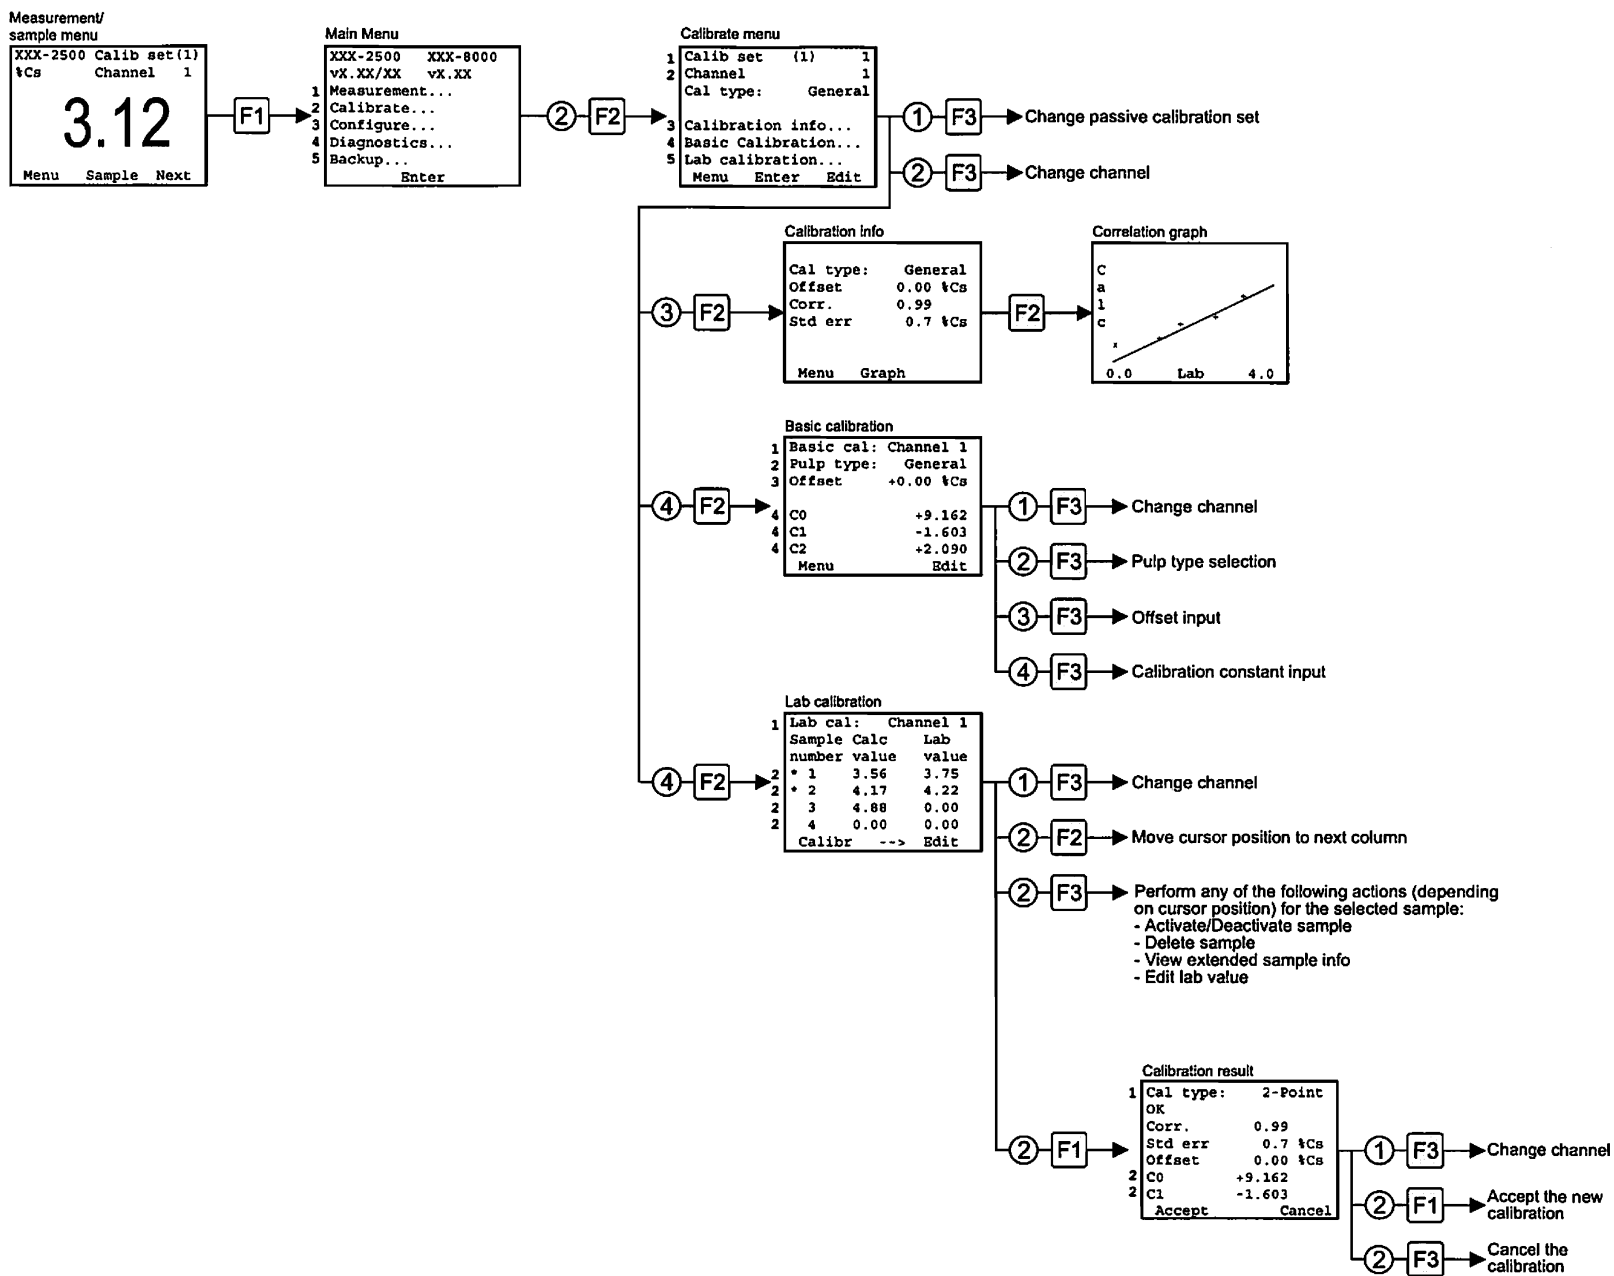 Measurement/
sample menu
XXX-2500 Calib set(1)
%Cs Channel 1
3.12
Menu Sample Next
F1
Main Menu
XXX-2500 XXX-8000
vX.XX/XX vX.XX
1 Measurement...
2 Calibrate...
3 Configure...
4 Diagnostics...
5 Backup...
Enter
2 F2
Calibrate menu
1 Calib set (1) 1
2 Channel 1
Cal type: General
3 Calibration info...
4 Basic Calibration...
5 Lab calibration...
Menu Enter Edit
1 F3 Change passive calibration set
2 F3 Change channel
3 F2
Calibration info
Cal type: General
Offset 0.00 %Cs
Corr. 0.99
Std err 0.7 %Cs
Menu Graph
F2
Correlation graph
C
a
l
c
0.0 Lab 4.0
4 F2
Basic calibration
1 Basic cal: Channel 1
2 Pulp type: General
3 Offset +0.00 %Cs
4 C0 +9.162
4 C1 -1.603
4 C2 +2.090
Menu Edit
1 F3 Change channel
2 F3 Pulp type selection
3 F3 Offset input
4 F3 Calibration constant input
4 F2
Lab calibration
1 Lab cal: Channel 1
Sample Calc Lab
number value value
2 * 1 3.56 3.75
2 * 2 4.17 4.22
2 3 4.88 0.00
2 4 0.00 0.00
Calibr --> Edit
1 F3 Change channel
2 F2 Move cursor position to next column
2 F3 Perform any of the following actions (depending
on cursor position) for the selected sample:
- Activate/Deactivate sample
- Delete sample
- View extended sample info
- Edit lab value
2 F1
Calibration result
1 Cal type: 2-Point
OK
Corr. 0.99
Std err 0.7 %Cs
Offset 0.00 %Cs
2 C0 +9.162
2 C1 -1.603
Accept Cancel
1 F3 Change channel
2 F1 Accept the new
calibration
2 F3 Cancel the
calibration